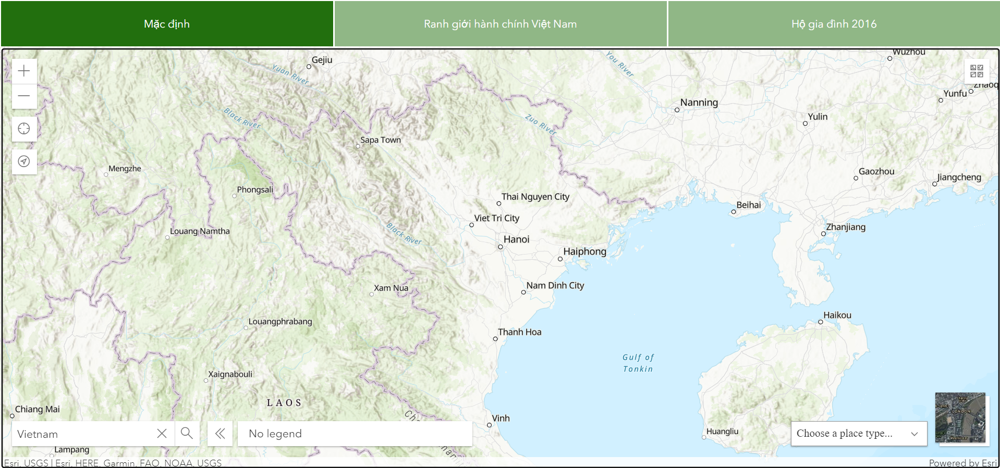 Mặc định
Ranh giới hành chính Việt Nam
Hộ gia đình 2016
Gejiu
Yuan River
You River
Wuzhou
Zhaoq
Yunfu
Nanning
Yulin
Black River
Zuo River
Sapa Town
Mengzhe
Gaozhou
Jiangcheng
Phongsali
Thai Nguyen City
Beihai
Viet Tri City
Zhanjiang
Louang Namtha
Black River
Hanoi
Haiphong
Xam Nua
Nam Dinh City
Haikou
Louangphrabang
Thanh Hoa
Gulf of
Tonkin
Xaignabouli
LAOS
Chiang Mai
Vinh
LONDON
Westminster
Huangliu
Vietnam
No legend
Choose a place type...
Lampang
Esri, USGS | Esri, HERE, Garmin, FAO, NOAA, USGS
Powered by Esri